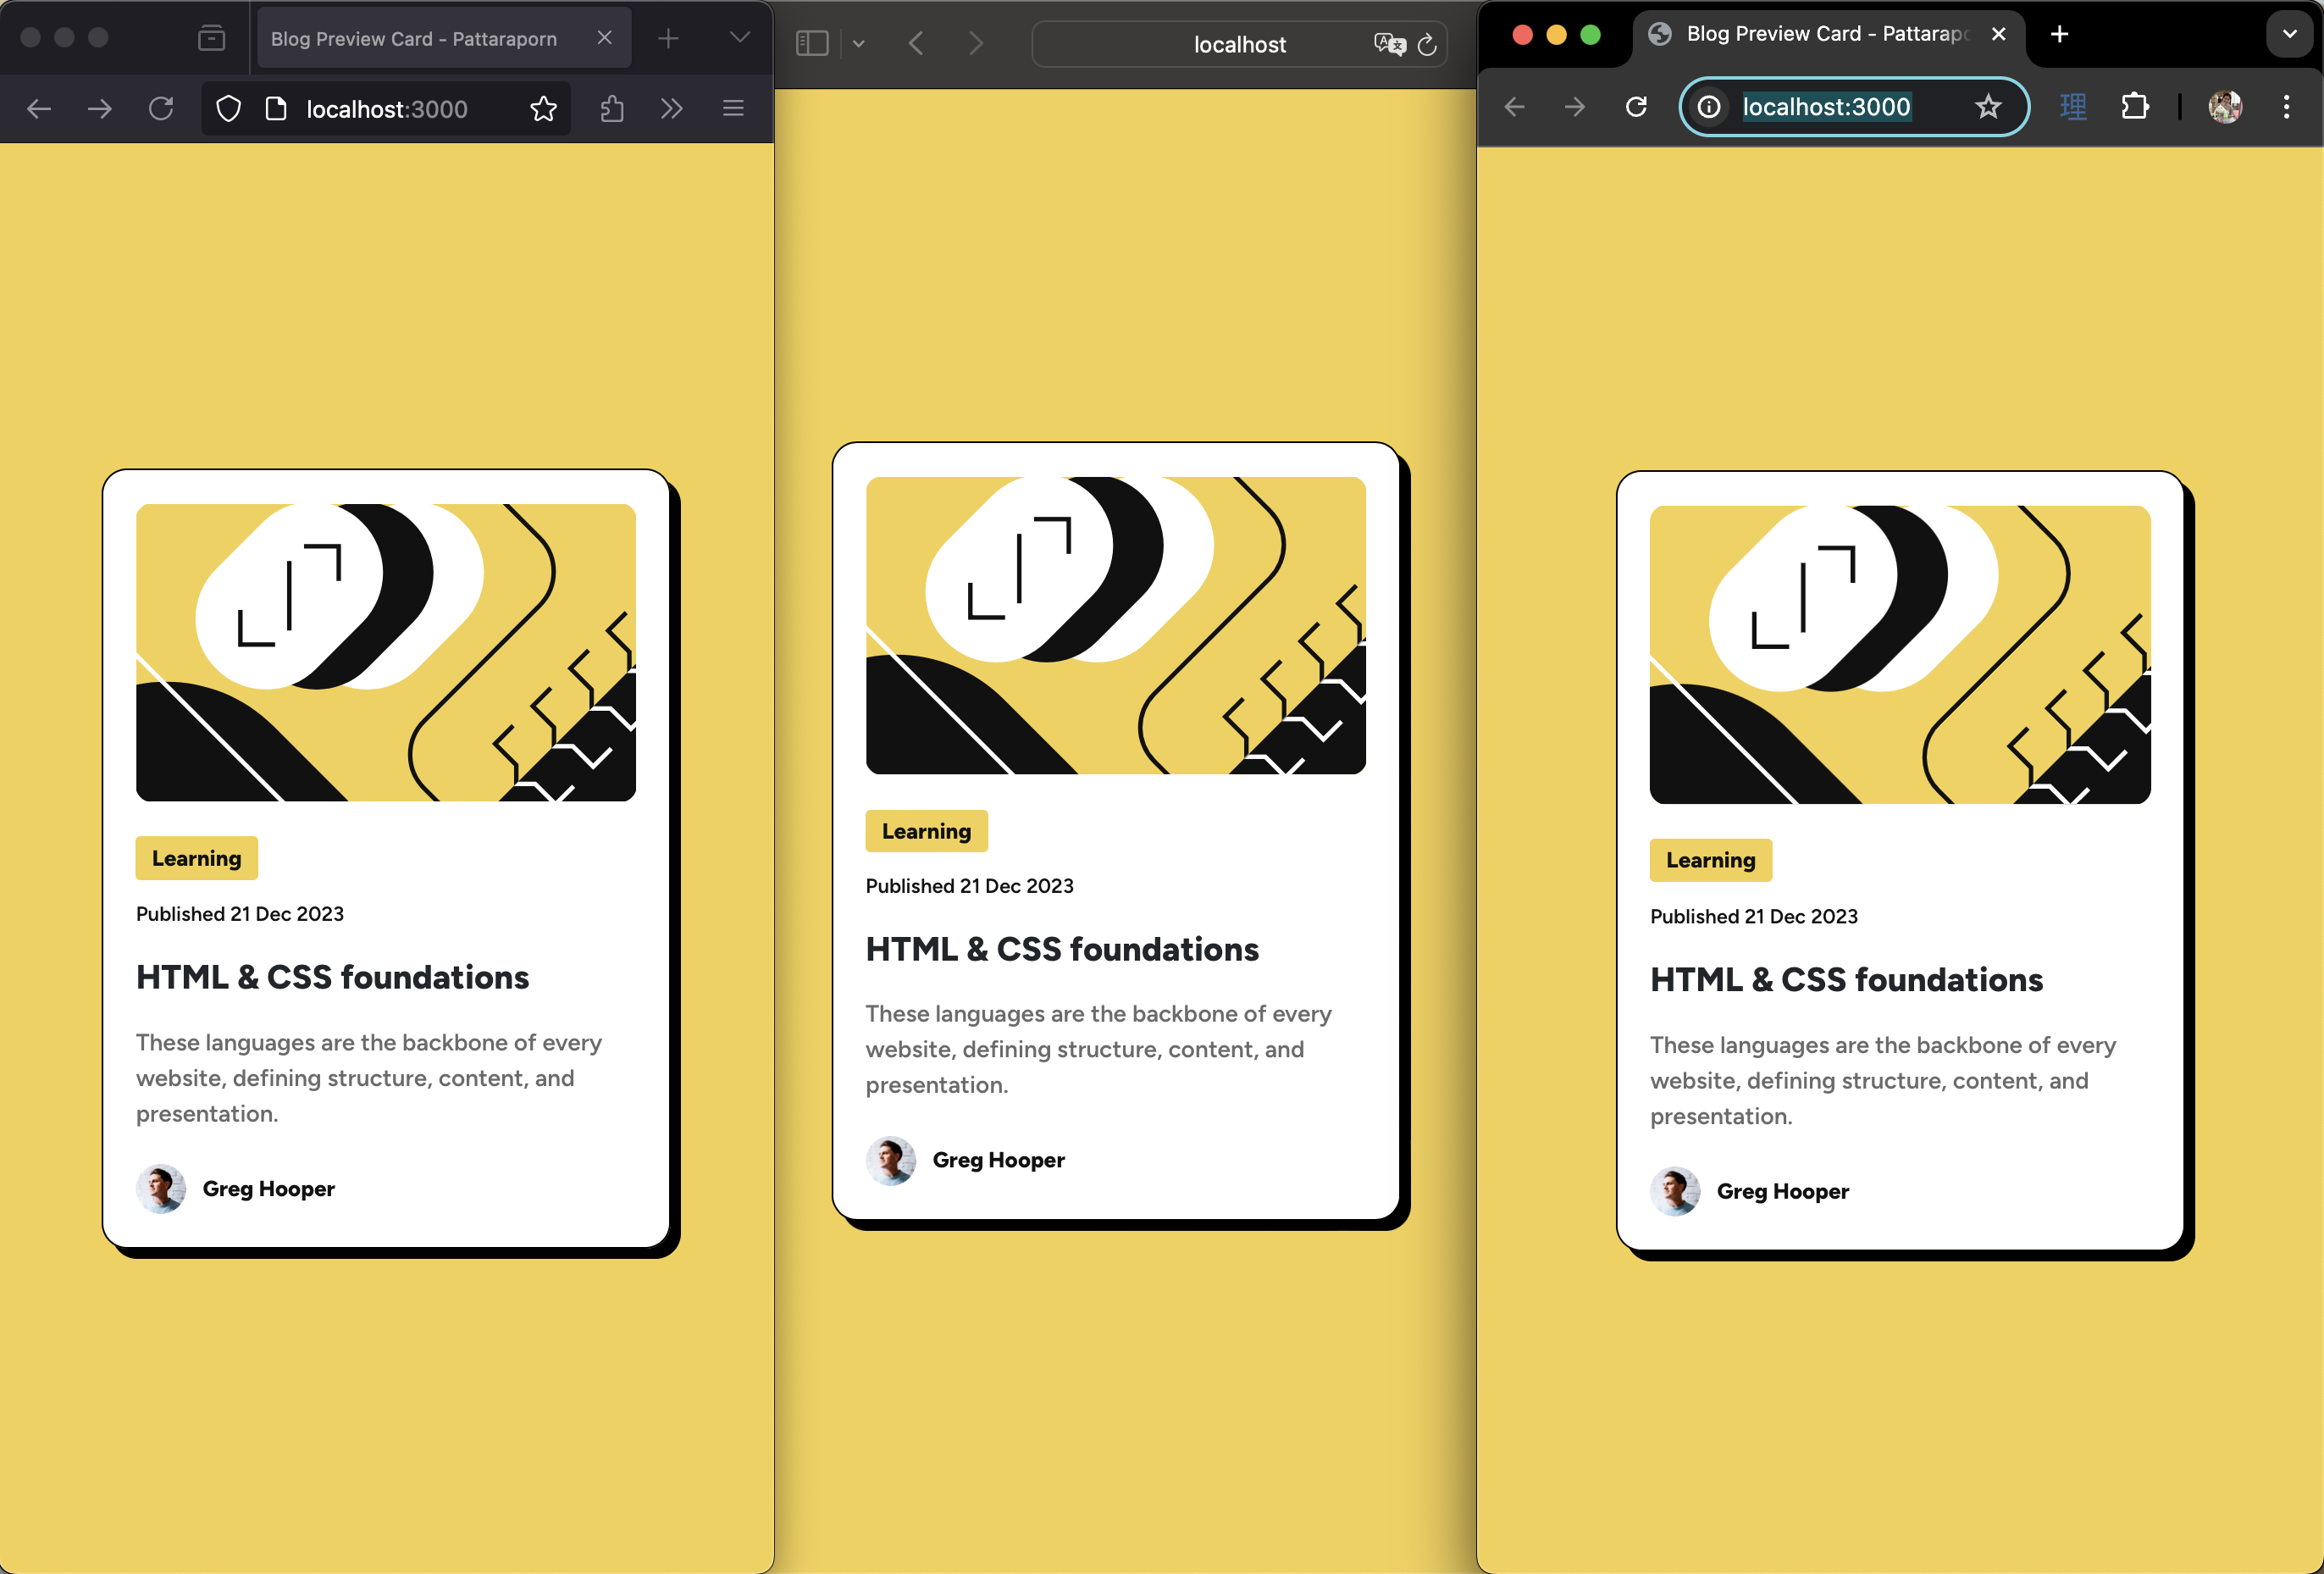 Blog Preview Card - Pattaraporn
localhost:3000
Learning
Published 21 Dec 2023
HTML & CSS foundations
These languages are the backbone of every
website, defining structure, content, and
presentation.
Greg Hooper
localhost
Learning
Published 21 Dec 2023
HTML & CSS foundations
These languages are the backbone of every
website, defining structure, content, and
presentation.
Greg Hooper
Blog Preview Card - Pattarapo
localhost:3000
理
Learning
Published 21 Dec 2023
HTML & CSS foundations
These languages are the backbone of every
website, defining structure, content, and
presentation.
Greg Hooper